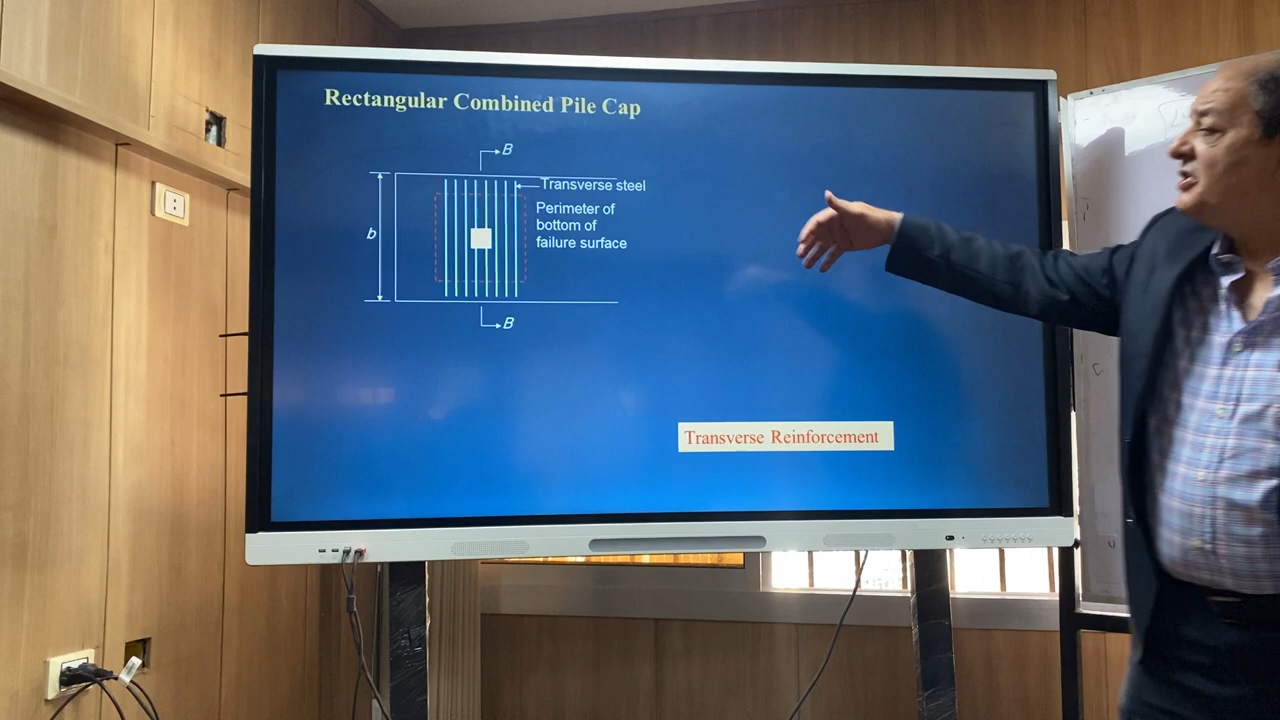 Rectangular Combined Pile Cap
B
Transverse steel
b
Perimeter of
bottom of
failure surface
B
Transverse Reinforcement